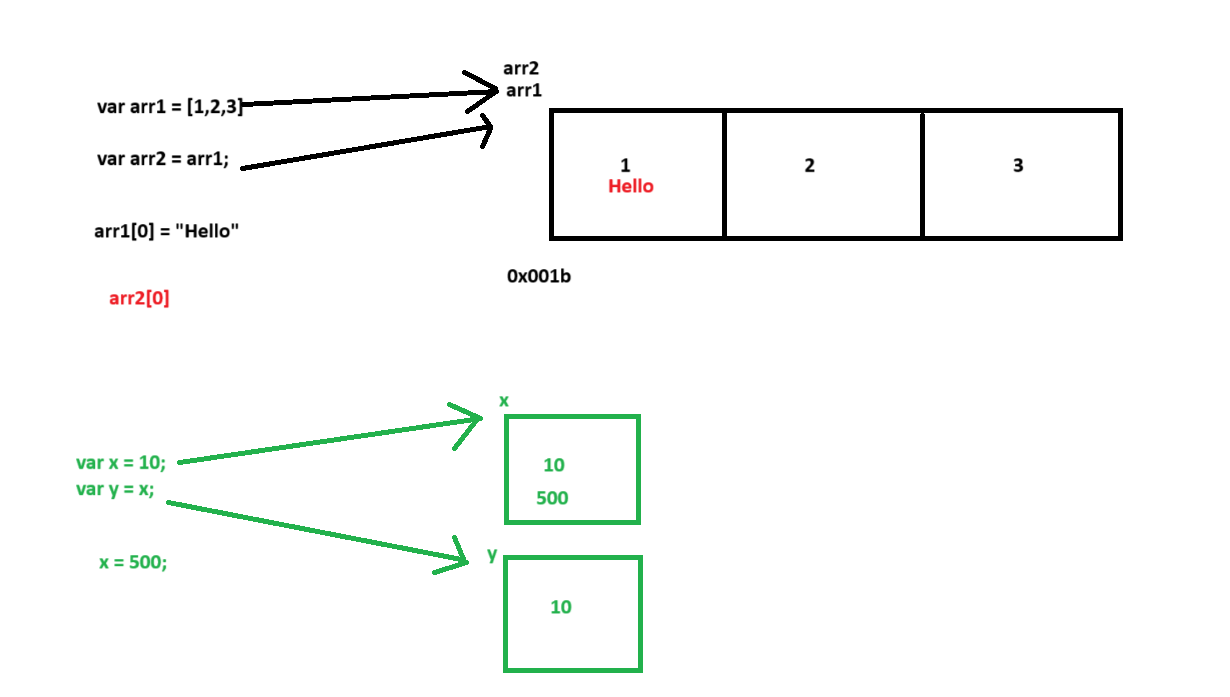 arr2
arr1
var arr1 = [1,2,3]
var arr2 = arr1;
1
2
3
Hello
arr1[0] = "Hello"
0x001b
arr2[0]
x
var x = 10;
10
var y = x;
500
y
x = 500;
10